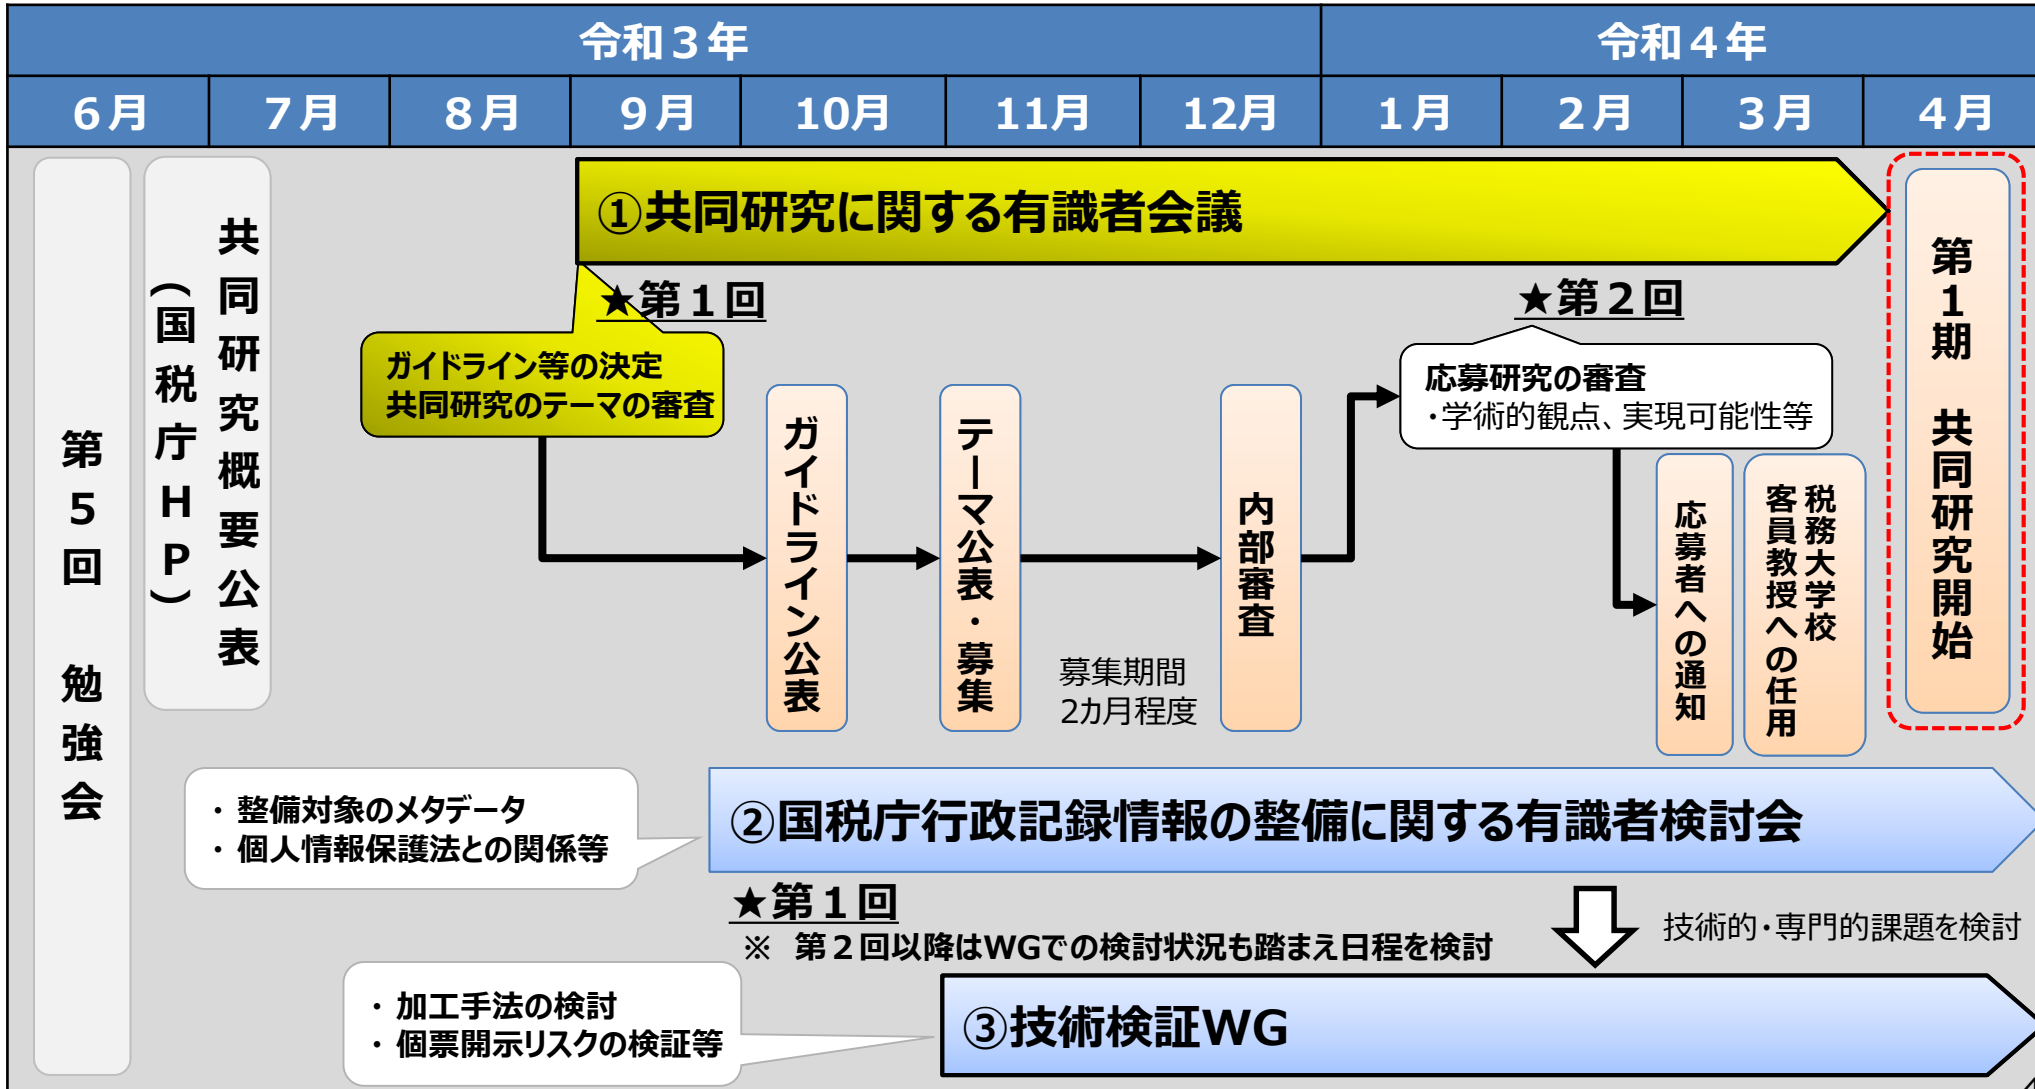 令和３年
令和４年
６月
７月
８月
９月
10月
11月
12月
１月
２月
３月
４月
第5回　勉強会
共同研究概要公表
(国税庁ＨＰ)
①共同研究に関する有識者会議
★第１回
ガイドライン等の決定
共同研究のテーマの審査
ガイドライン公表
テーマ公表・募集
募集期間
2カ月程度
内部審査
★第２回
応募研究の審査
・学術的観点、実現可能性等
応募者への通知
税務大学校
客員教授への任用
第1期　共同研究開始
・ 整備対象のメタデータ
・ 個人情報保護法との関係等
②国税庁行政記録情報の整備に関する有識者検討会
★第１回
※　第２回以降はWGでの検討状況も踏まえ日程を検討
技術的・専門的課題を検討
・ 加工手法の検討
・ 個票開示リスクの検証等
③技術検証WG